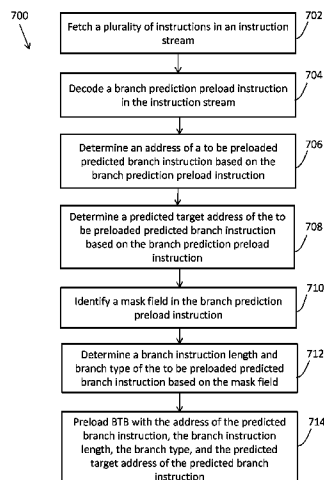 700
Fetch a plurality of instructions in an instruction
stream
702
Decode a branch prediction preload instruction
in the instruction stream
704
Determine an address of a to be preloaded
predicted branch instruction based on the
branch prediction preload instruction
706
Determine a predicted target address of the to
be preloaded predicted branch instruction
based on the branch prediction preload
instruction
708
Identify a mask field in the branch prediction
preload instruction
710
Determine a branch instruction length and
branch type of the to be preloaded predicted
branch instruction based on the mask field
712
Preload BTB with the address of the predicted
branch instruction, the branch instruction
length, the branch type, and the predicted
target address of the predicted branch
instruction
714